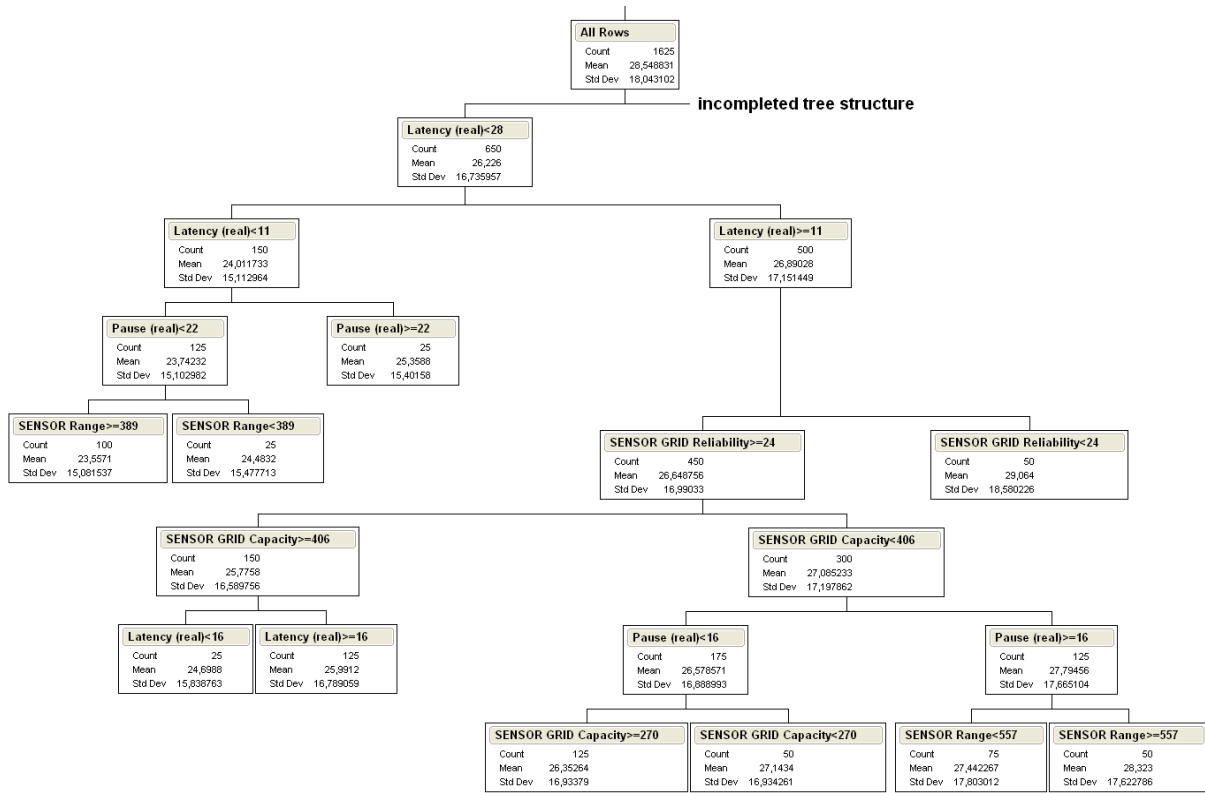 All Rows
Count 1625
Mean 28,548831
Std Dev 18,043102
incompleted tree structure
Latency (real)<28
Count 650
Mean 26,226
Std Dev 16,735957
Latency (real)<11
Count 150
Mean 24,011733
Std Dev 15,112964
Latency (real)>=11
Count 500
Mean 26,89028
Std Dev 17,151449
Pause (real)<22
Count 125
Mean 23,74232
Std Dev 15,102982
Pause (real)>=22
Count 25
Mean 25,3588
Std Dev 15,40158
SENSOR Range>=389
Count 100
Mean 23,5571
Std Dev 15,081537
SENSOR Range<389
Count 25
Mean 24,4832
Std Dev 15,477713
SENSOR GRID Reliability>=24
Count 450
Mean 26,648756
Std Dev 16,99033
SENSOR GRID Reliability<24
Count 50
Mean 29,064
Std Dev 18,580226
SENSOR GRID Capacity>=406
Count 150
Mean 25,7758
Std Dev 16,589756
SENSOR GRID Capacity<406
Count 300
Mean 27,085233
Std Dev 17,197862
Latency (real)<16
Count 25
Mean 24,6988
Std Dev 15,838763
Latency (real)>=16
Count 125
Mean 25,9912
Std Dev 16,789059
Pause (real)<16
Count 175
Mean 26,578571
Std Dev 16,888993
Pause (real)>=16
Count 125
Mean 27,79456
Std Dev 17,665104
SENSOR GRID Capacity>=270
Count 125
Mean 26,35264
Std Dev 16,93379
SENSOR GRID Capacity<270
Count 50
Mean 27,1434
Std Dev 16,934261
SENSOR Range<557
Count 75
Mean 27,442267
Std Dev 17,803012
SENSOR Range>=557
Count 50
Mean 28,323
Std Dev 17,622786